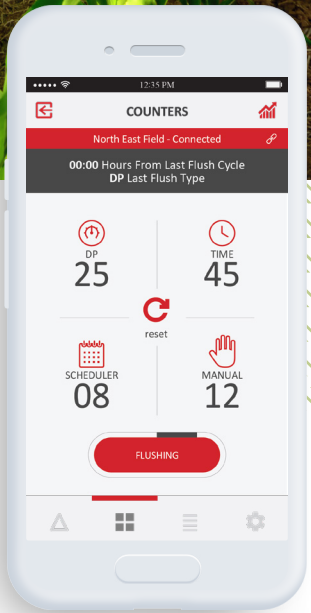 12:35 PM
COUNTERS
North East Field - Connected
00:00 Hours From Last Flush Cycle
DP Last Flush Type
DP
25
TIME
45
reset
SCHEDULER
08
MANUAL
12
FLUSHING